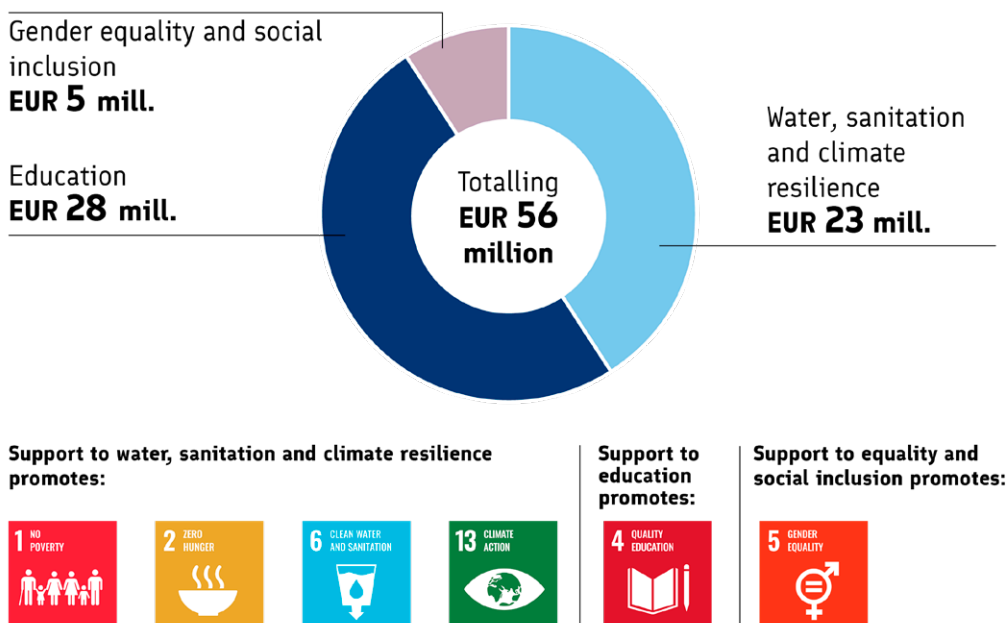 Gender equality and social
inclusion
EUR 5 mill.
Education
EUR 28 mill.
Totalling
EUR 56
million
Water, sanitation
and climate
resilience
EUR 23 mill.
Support to water, sanitation and climate resilience
promotes:
1 NO
POVERTY
2 ZERO
HUNGER
6 CLEAN WATER
AND SANITATION
13 CLIMATE
ACTION
Support to
education
promotes:
4 QUALITY
EDUCATION
Support to equality and
social inclusion promotes:
5 GENDER
EQUALITY